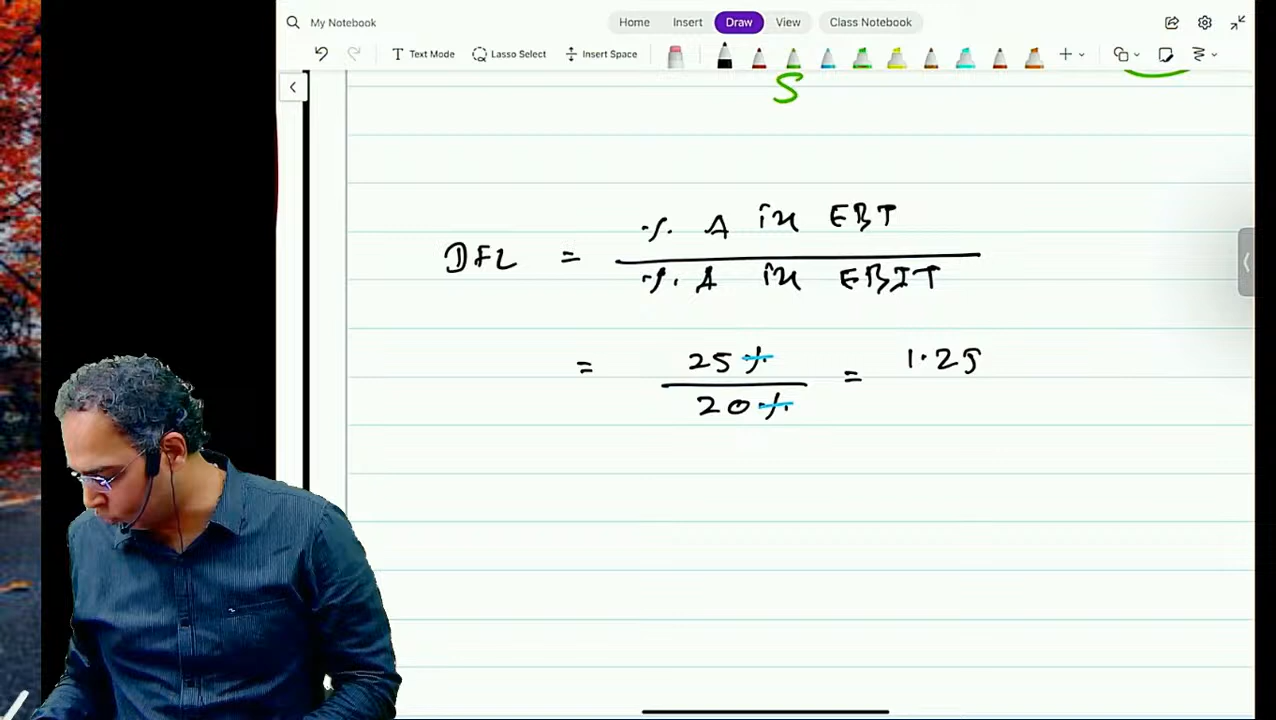 My Notebook Home Insert Draw View Class Notebook
Text Mode Lasso Select Insert Space
S
DFL = % Δ in EBT
% Δ in EBIT
= 25% = 1.25
20%